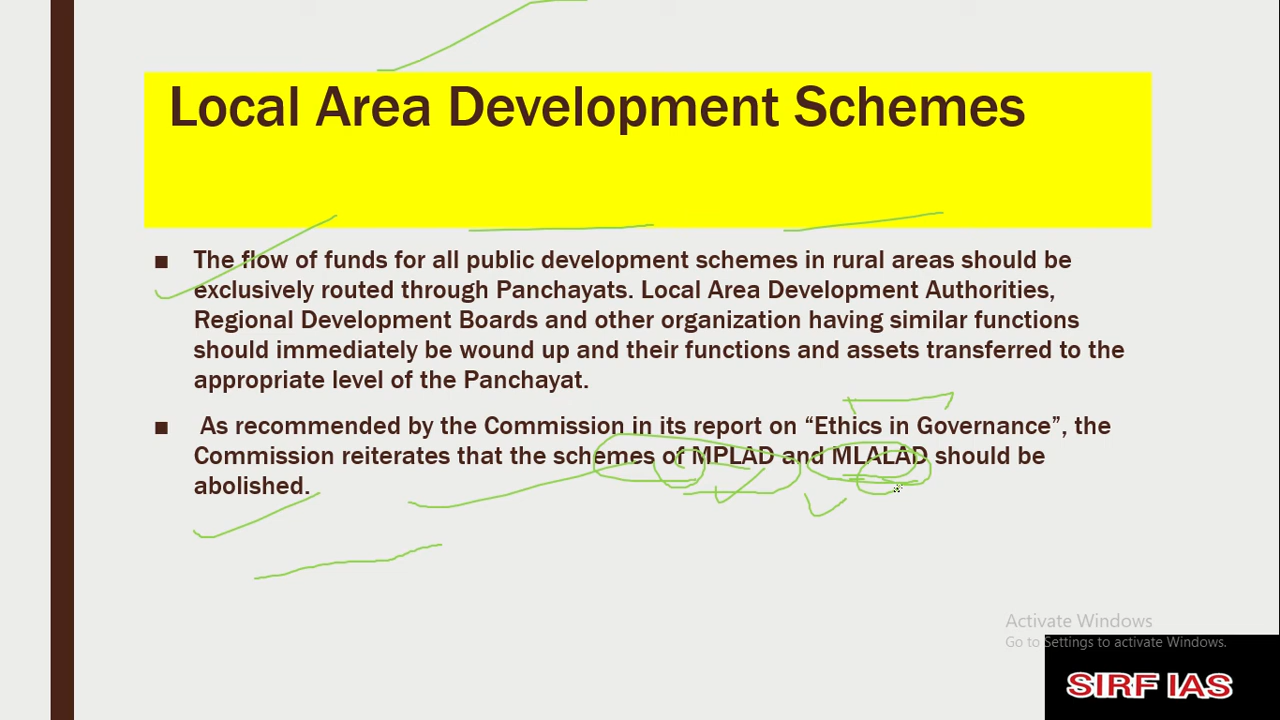 Local Area Development Schemes
■ The flow of funds for all public development schemes in rural areas should be
exclusively routed through Panchayats. Local Area Development Authorities,
Regional Development Boards and other organization having similar functions
should immediately be wound up and their functions and assets transferred to the
appropriate level of the Panchayat.
■ As recommended by the Commission in its report on “Ethics in Governance”, the
Commission reiterates that the schemes of MPLAD and MLALAD should be
abolished.
Activate Windows
Go to Settings to activate Windows.
SIRF IAS